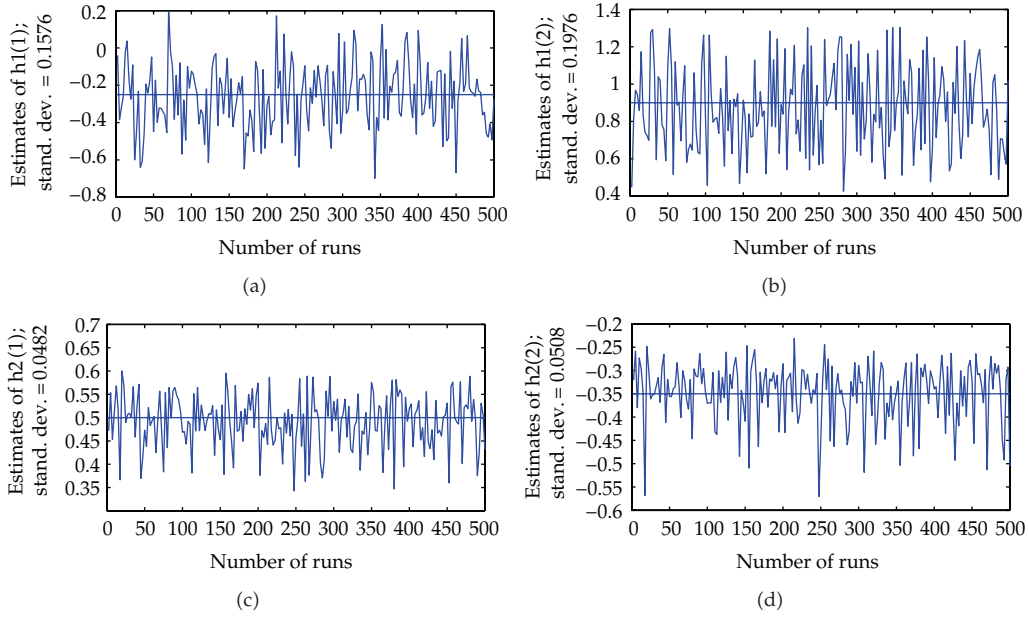 Estimates of h1(1);
stand. dev. = 0.1576
0.2
0
−0.2
−0.4
−0.6
−0.8
0 50 100 150 200 250 300 350 400 450 500
Number of runs
(a)
Estimates of h1(2);
stand. dev. = 0.1976
1.4
1.2
1
0.8
0.6
0.4
0 50 100 150 200 250 300 350 400 450 500
Number of runs
(b)
Estimates of h2(1);
stand. dev. = 0.0482
0.7
0.6
0.55
0.5
0.45
0.4
0.35
0 50 100 150 200 250 300 350 400 450 500
Number of runs
(c)
Estimates of h2(2);
stand. dev. = 0.0508
−0.2
−0.25
−0.3
−0.35
−0.4
−0.45
−0.5
−0.55
−0.6
0 50 100 150 200 250 300 350 400 450 500
Number of runs
(d)